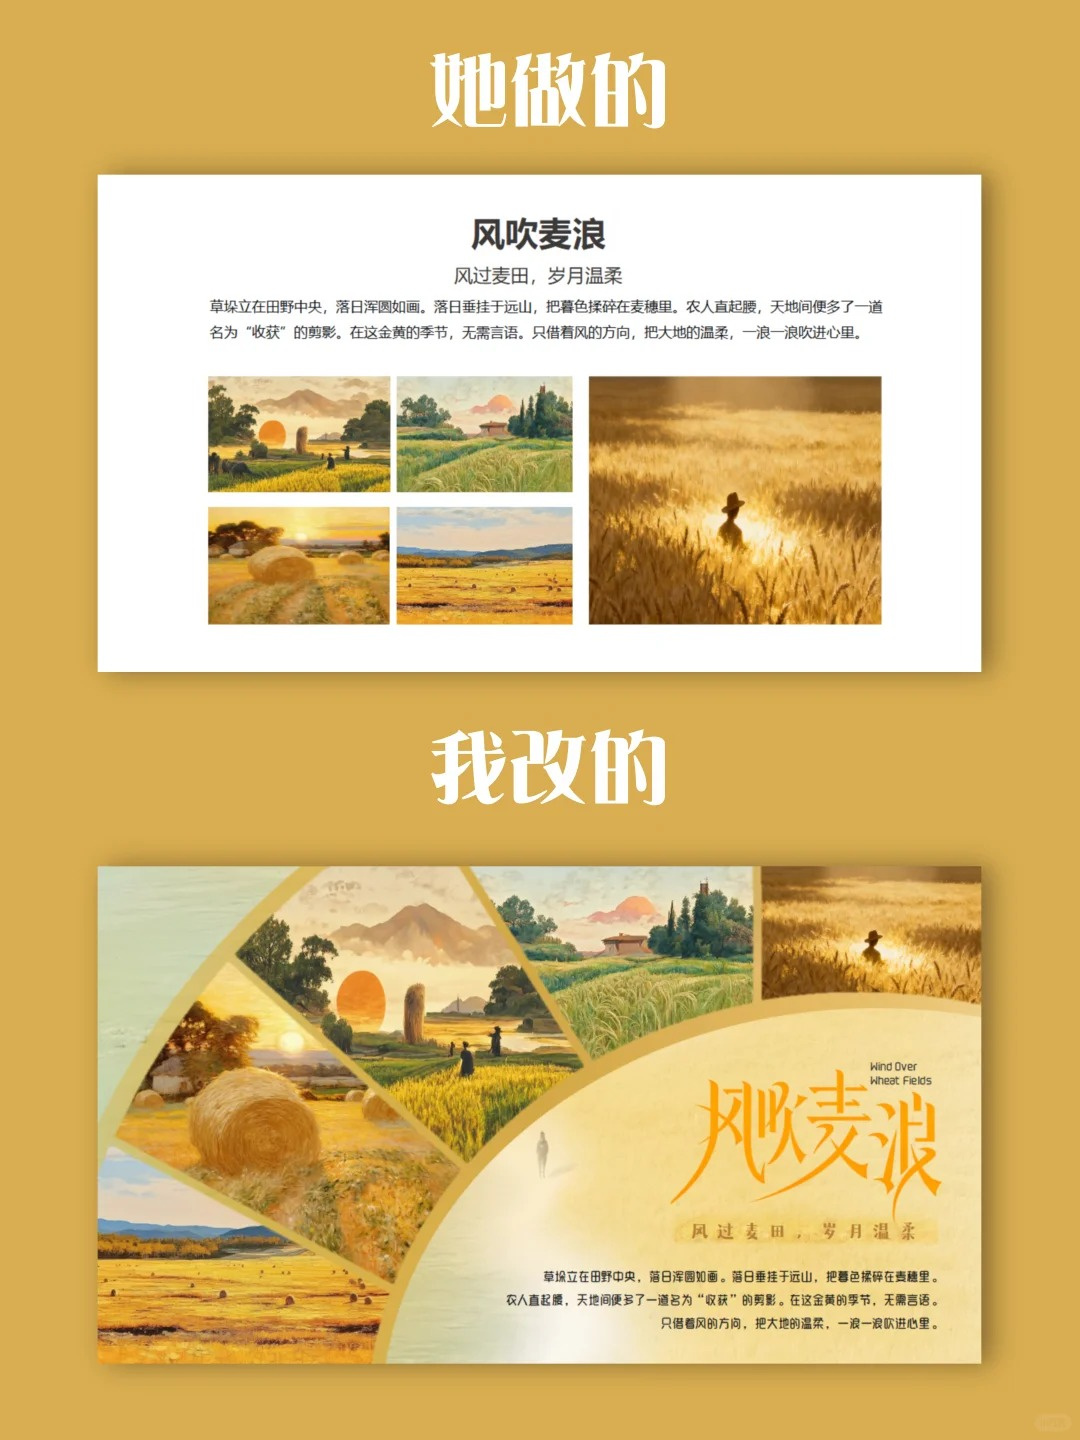 她做的
风吹麦浪
风过麦田，岁月温柔
草垛立在田野中央，落日浑圆如画。落日垂挂于远山，把暮色揉碎在麦穗里。农人直起腰，天地间便多了一道
名为“收获”的剪影。在这金黄的季节，无需言语。只借着风的方向，把大地的温柔，一浪一浪吹进心里。
我改的
Wind Over
Wheat Fields
风吹麦浪
风过麦田，岁月温柔
草垛立在田野中央，落日浑圆如画。落日垂挂于远山，把暮色揉碎在麦穗里。
农人直起腰，天地间便多了一道名为“收获”的剪影。在这金黄的季节，无需言语。
只借着风的方向，把大地的温柔，一浪一浪吹进心里。